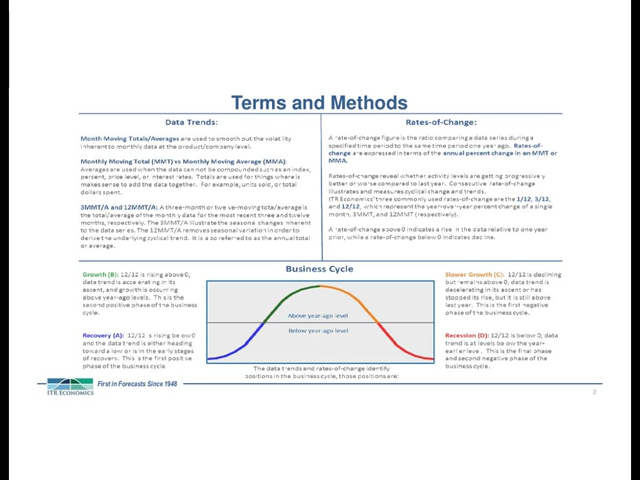 Terms and Methods
Data Trends:
Month Moving Totals/Averages are used to smooth out the volatility
inherent to monthly data at the product/company level.
Monthly Moving Total (MMT) vs Monthly Moving Average (MMA):
Averages are used when the data can not be compounded such as an index,
percent, price level, or interest rates. Totals are used for things where is
makes sense to add the data together. For example, units sold, or total
dollars spent.
3MMT/A and 12MMT/A: A three-month or twelve-moving total/average is
the total/average of the monthly data for the most recent three and twelve
months, respectively. The 3MMT/A illustrate the seasonal changes inherent
to the data series. The 12MMT/A removes seasonal variation in order to
derive the underlying cyclical trend. It is also referred to as the annual total
or average.
Rates-of-Change:
A rate-of-change figure is the ratio comparing a data series during a
specified time period to the same time period one year ago. Rates-of-
change are expressed in terms of the annual percent change in an MMT or
MMA.
Rates-of-change reveal whether activity levels are getting progressively
better or worse compared to last year. Consecutive rate-of-change
illustrates and measures cyclical change and trends.
ITR Economics' three commonly used rates-of-change are the 1/12, 3/12,
and 12/12, which represent the year-over-year percent change of a single
month, 3MMT, and 12MMT (respectively).
A rate-of-change above 0 indicates a rise in the data relative to one year
prior, while a rate-of-change below 0 indicates decline.
Business Cycle
Growth (B): 12/12 is rising above 0,
data trend is accelerating in its
ascent, and growth is occurring
above year-ago levels. This is the
second positive phase of the business
cycle.
Recovery (A): 12/12 is rising below 0
and the data trend is either heading
toward a low or is in the early stages
of recovery. This is the first positive
phase of the business cycle
Above year-ago level
Below year-ago level
The data trends and rates-of-change identify
positions in the business cycle, those positions are:
Slower Growth (C): 12/12 is declining
but remains above 0, data trend is
decelerating in its ascent or has
stopped its rise, but it is still above
last year. This is the first negative
phase of the business cycle.
Recession (D): 12/12 is below 0, data
trend is at levels below the year-
earlier level. This is the final phase
and second negative phase of the
business cycle.
ITR ECONOMICS
First in Forecasts Since 1948
2